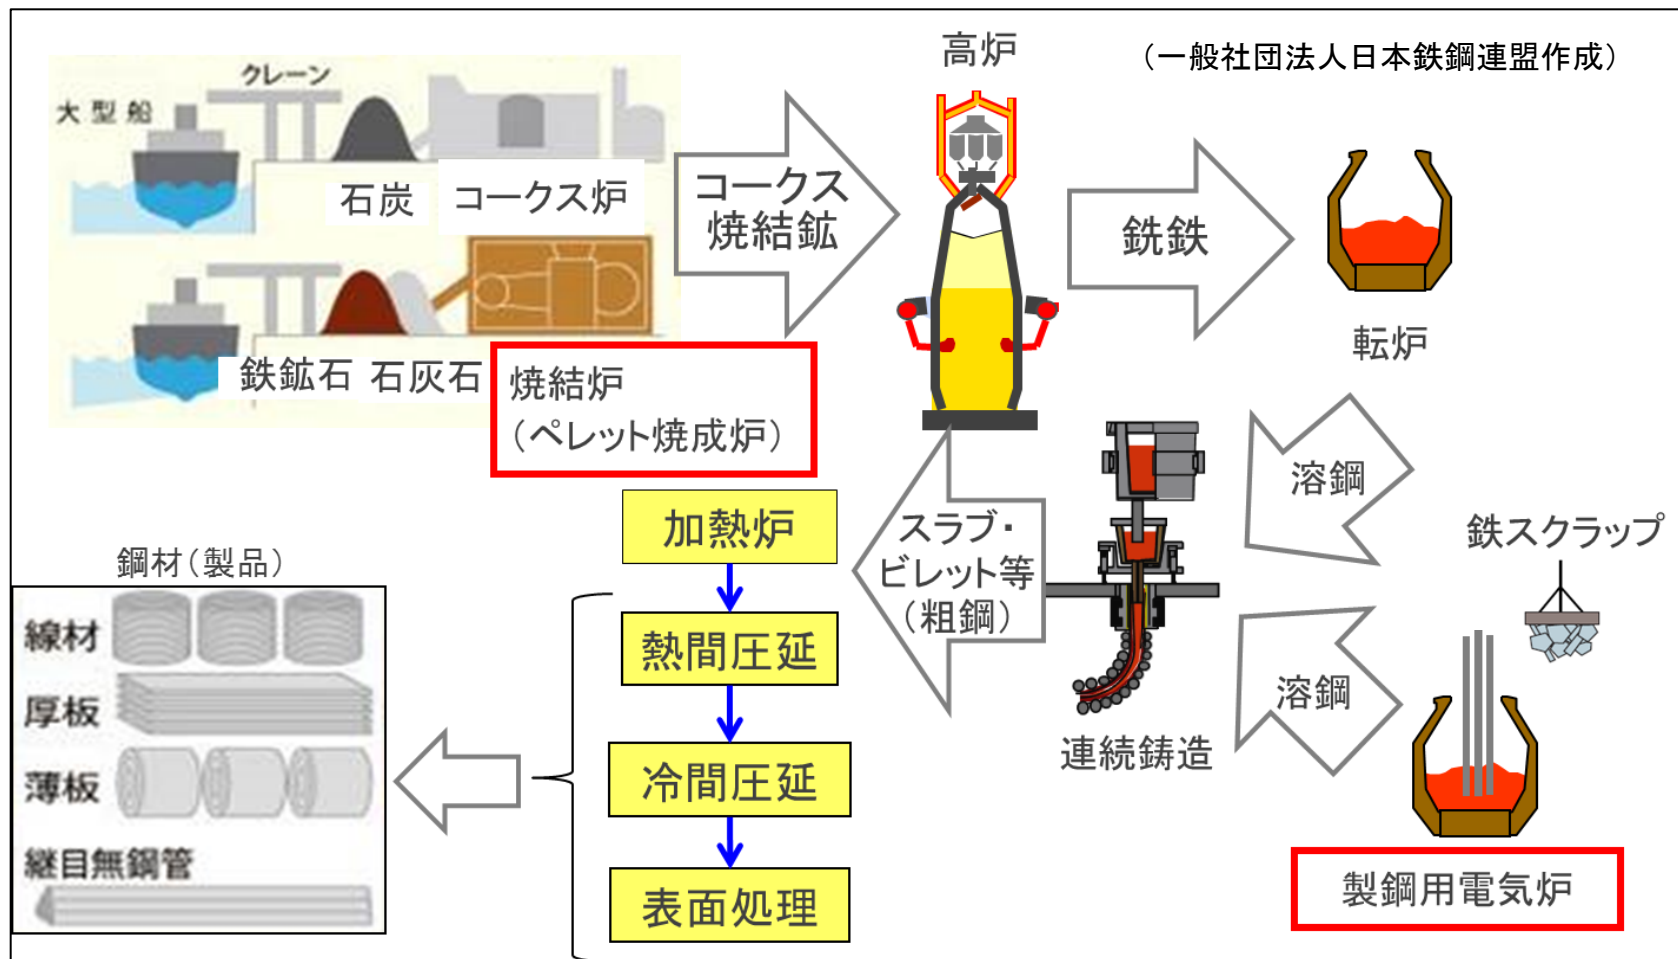 高炉
（一般社団法人日本鉄鋼連盟作成）
クレーン
大型船
石炭
コークス炉
コークス
焼結鉱
銑鉄
転炉
鉄鉱石
石灰石
焼結炉
（ペレット焼成炉）
溶鋼
鉄スクラップ
加熱炉
スラブ・
ビレット等
（粗鋼）
鋼材（製品）
線材
熱間圧延
厚板
溶鋼
連続鋳造
冷間圧延
薄板
継目無鋼管
表面処理
製鋼用電気炉